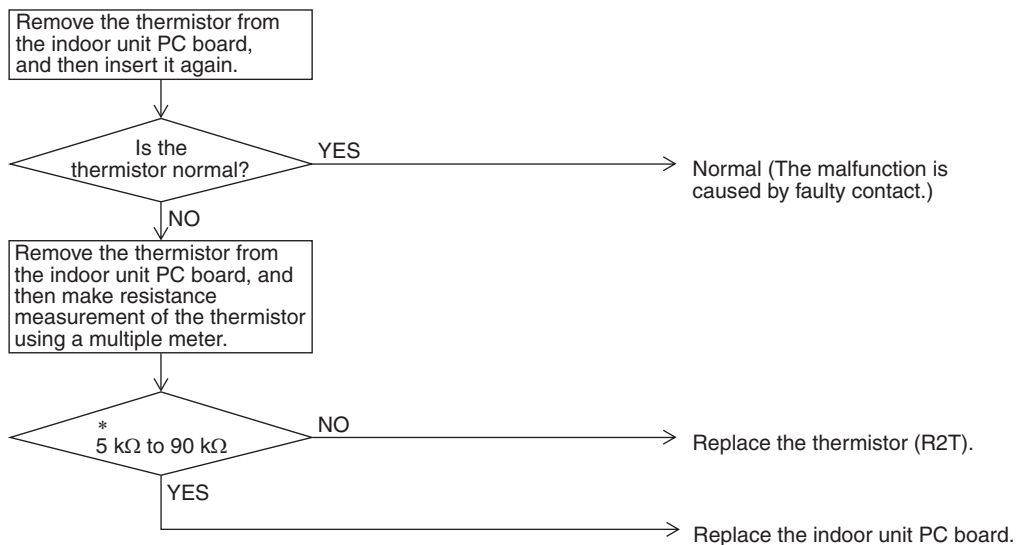 Remove the thermistor from
the indoor unit PC board,
and then insert it again.
Is the
thermistor normal?
YES
Normal (The malfunction is
caused by faulty contact.)
NO
Remove the thermistor from
the indoor unit PC board, and
then make resistance
measurement of the thermistor
using a multiple meter.
*
5 kΩ to 90 kΩ
NO
Replace the thermistor (R2T).
YES
Replace the indoor unit PC board.